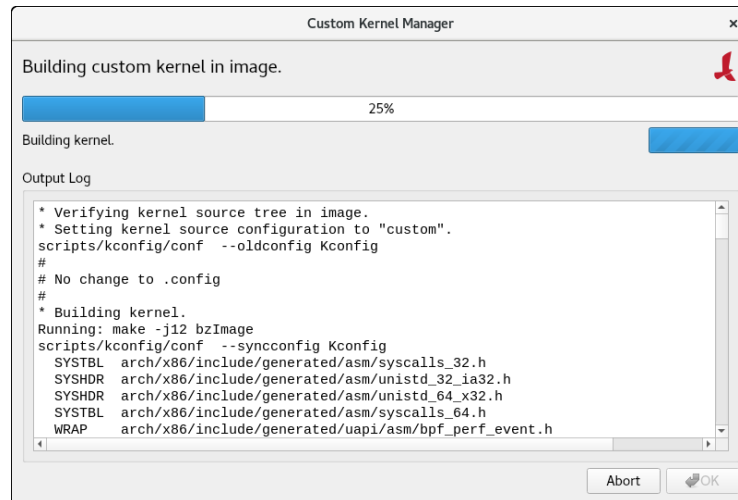 Custom Kernel Manager
Building custom kernel in image.
25%
Building kernel.
Output Log
* Verifying kernel source tree in image.
* Setting kernel source configuration to "custom".
scripts/kconfig/conf  --oldconfig Kconfig
#
# No change to .config
#
* Building kernel.
Running: make -j12 bzImage
scripts/kconfig/conf  --syncconfig Kconfig
  SYSTBL  arch/x86/include/generated/asm/syscalls_32.h
  SYSHDR  arch/x86/include/generated/asm/unistd_32_ia32.h
  SYSHDR  arch/x86/include/generated/asm/unistd_64_x32.h
  SYSTBL  arch/x86/include/generated/asm/syscalls_64.h
  WRAP    arch/x86/include/generated/uapi/asm/bpf_perf_event.h
Abort
OK